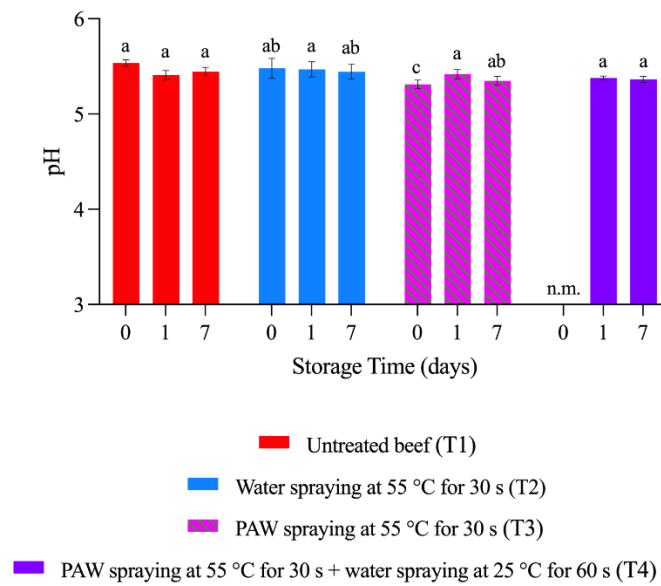 6
a
a
a
ab
a
ab
c
a
ab
a
a
5
pH
4
n.m.
3
0 1 7 0 1 7 0 1 7 0 1 7
Storage Time (days)
Untreated beef (T1)
Water spraying at 55 °C for 30 s (T2)
PAW spraying at 55 °C for 30 s (T3)
PAW spraying at 55 °C for 30 s + water spraying at 25 °C for 60 s (T4)